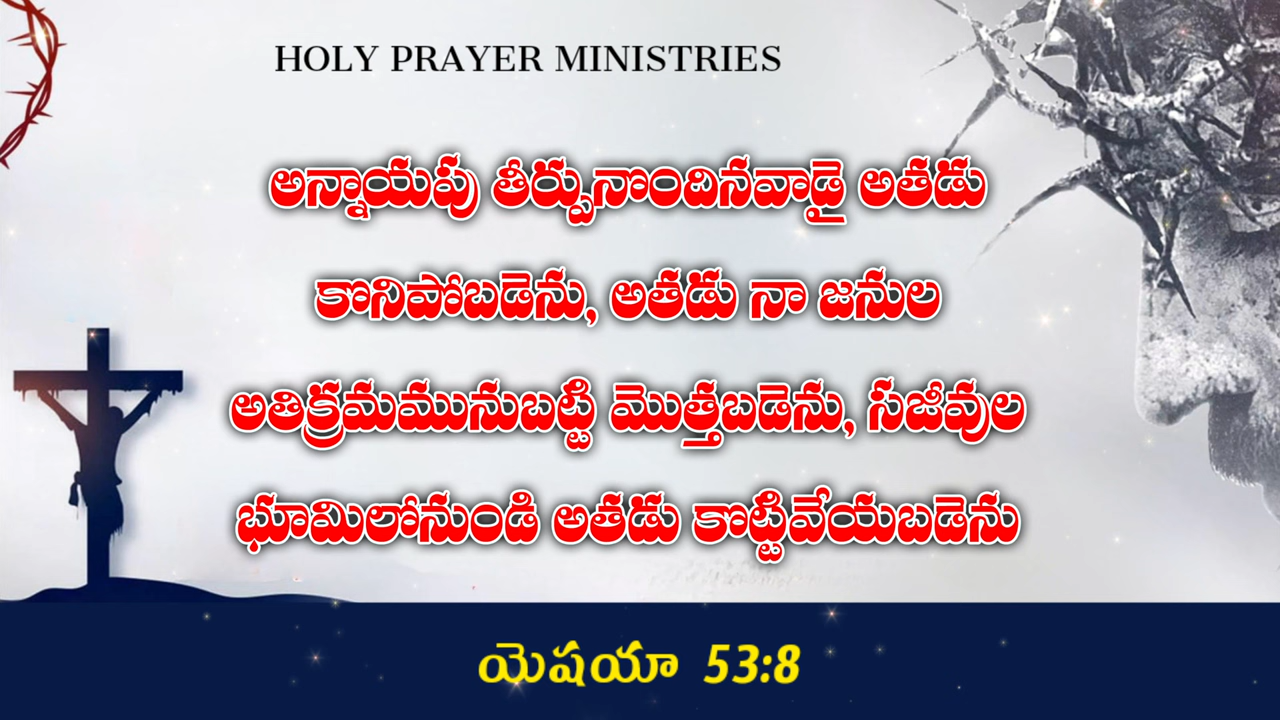 HOLY PRAYER MINISTRIES
అన్నాయపు తీర్పునొందినవాడై అతడు
కొనిపోబడెను, అతడు నా జనుల
అతిక్రమమునుబట్టి మొత్తబడెను, సజీవుల
భూమిలోనుండి అతడు కొట్టివేయబడెను
యెషయా 53:8